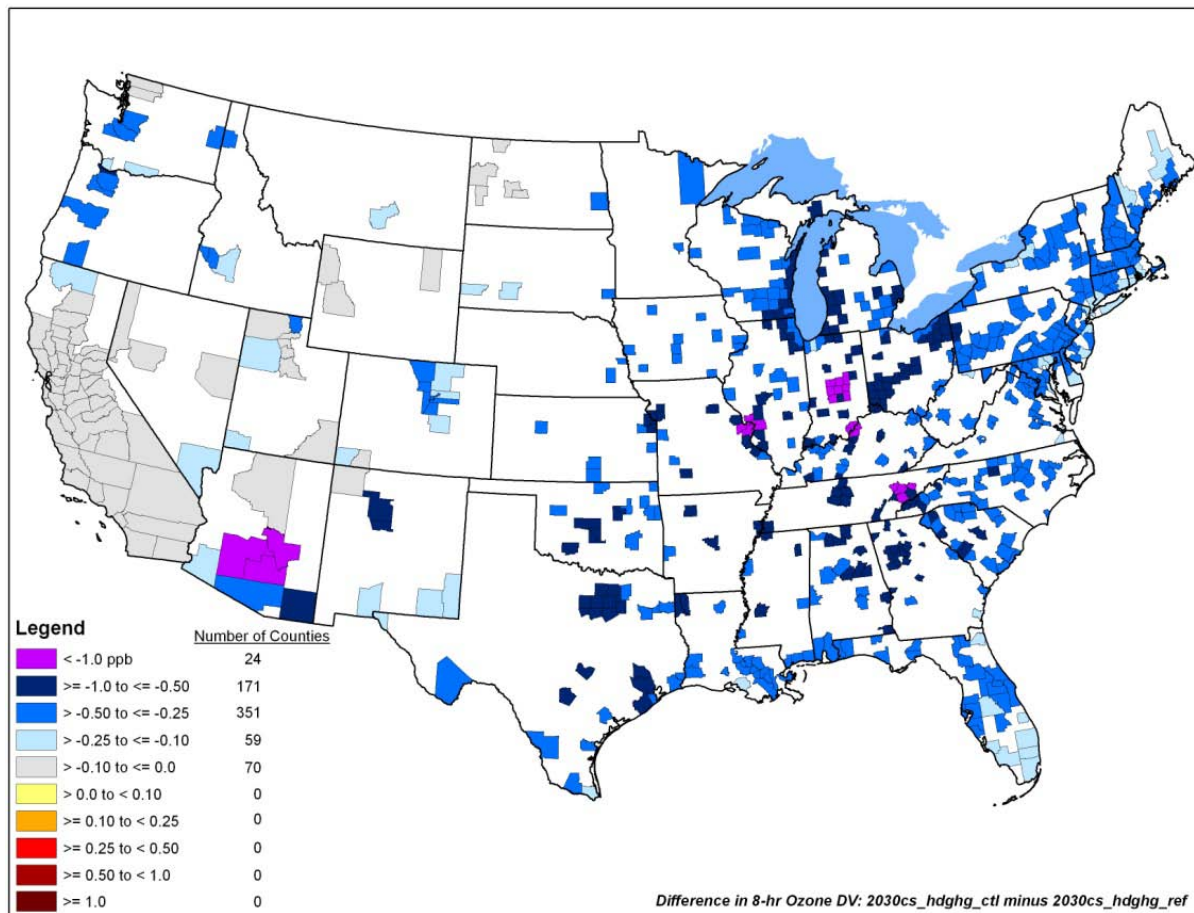 Legend
Number of Counties
< -1.0 ppb 24
>= -1.0 to <= -0.50 171
> -0.50 to <= -0.25 351
> -0.25 to <= -0.10 59
> -0.10 to <= 0.0 70
> 0.0 to < 0.10 0
>= 0.10 to < 0.25 0
>= 0.25 to < 0.50 0
>= 0.50 to < 1.0 0
>= 1.0 0
Difference in 8-hr Ozone DV: 2030cs_hdghg_ctl minus 2030cs_hdghg_ref